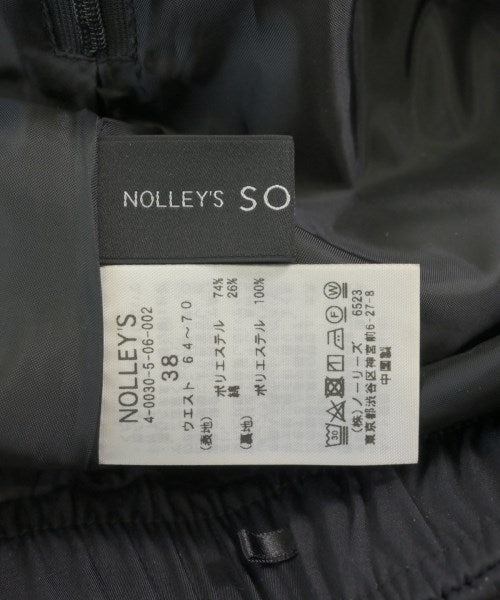 NOLLEY'S SO
NOLLEY'S
4-0030-5-06-002
38
ウエスト 64〜70
(表地) ポリエステル 74%
綿 26%
(裏地) ポリエステル 100%
30
F W
(株)ノーリーズ 6523
東京都渋谷区神宮前6-27-8
中国製